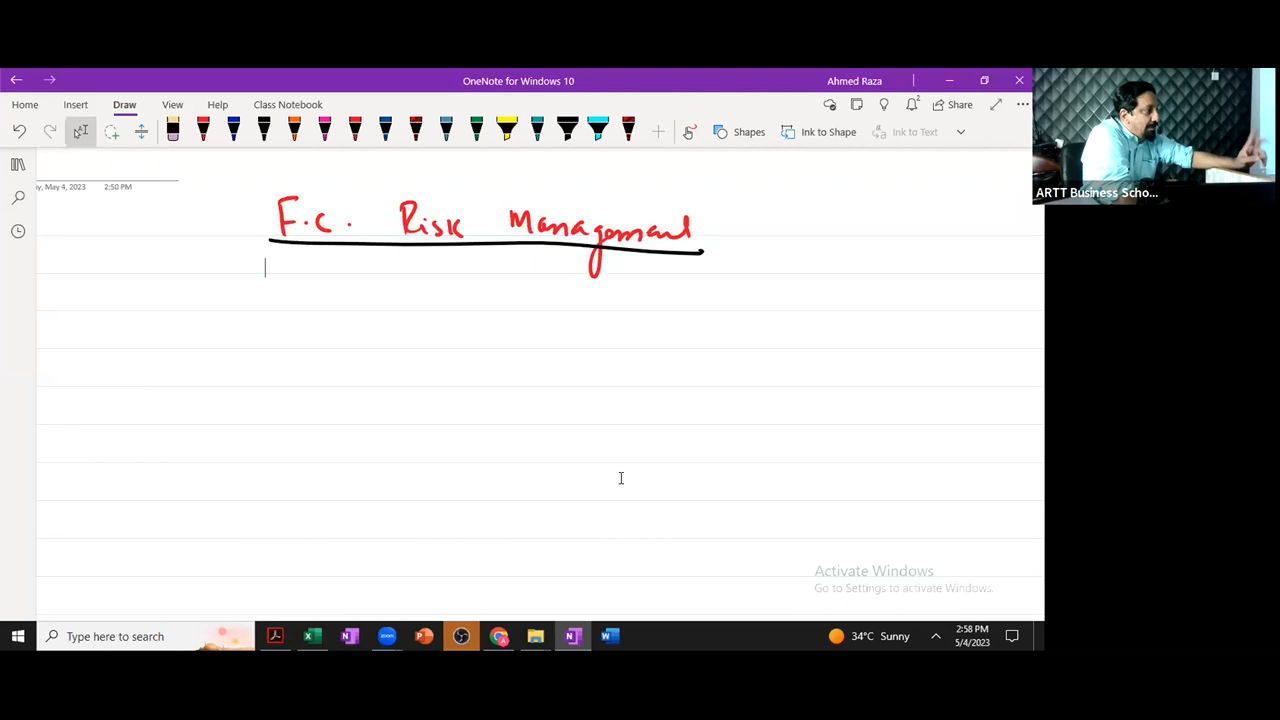 OneNote for Windows 10
Ahmed Raza
Home Insert Draw View Help Class Notebook Share
Shapes Ink to Shape Ink to Text
ARTT Business Scho...
y, May 4, 2023 2:50 PM
F.C. Risk Management
Activate Windows
Go to Settings to activate Windows.
Type here to search
34°C Sunny
2:58 PM
5/4/2023